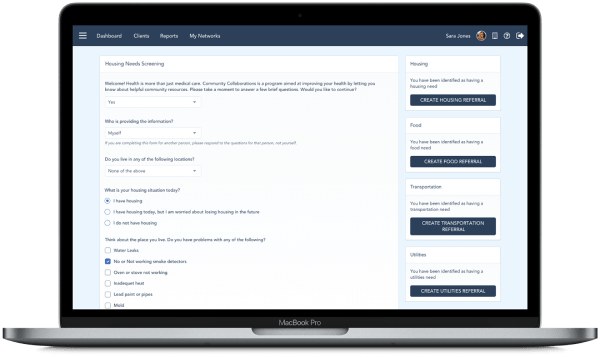 Dashboard Clients Reports My Networks Sara Jones
Housing Needs Screening
Welcome! Health is more than just medical care. Community Collaborations is a program aimed at improving your health by letting you
know about helpful community resources. Please take a moment to answer a few brief questions. Would you like to continue?
Yes
Who is providing the information?
Myself
If you are completing this form for another person, please respond to the questions for that person, not yourself
Do you live in any of the following locations?
None of the above
What is your housing situation today?
I have housing
I have housing today, but I am worried about losing housing in the future
I do not have housing
Think about the place you live. Do you have problems with any of the following?
Water Leaks
No or Not working smoke detectors
Oven or stove not working
Inadequet heat
Lead paint or pipes
Mold
Housing
You have been identified as having a
housing need
CREATE HOUSING REFERRAL
Food
You have been identified as having a
food need
CREATE FOOD REFERRAL
Transportation
You have been identified as having a
transportation need
CREATE TRANSPORTATION
REFERRAL
Utilities
You have been identified as having a
utilities need
CREATE UTILITIES REFERRAL
MacBook Pro